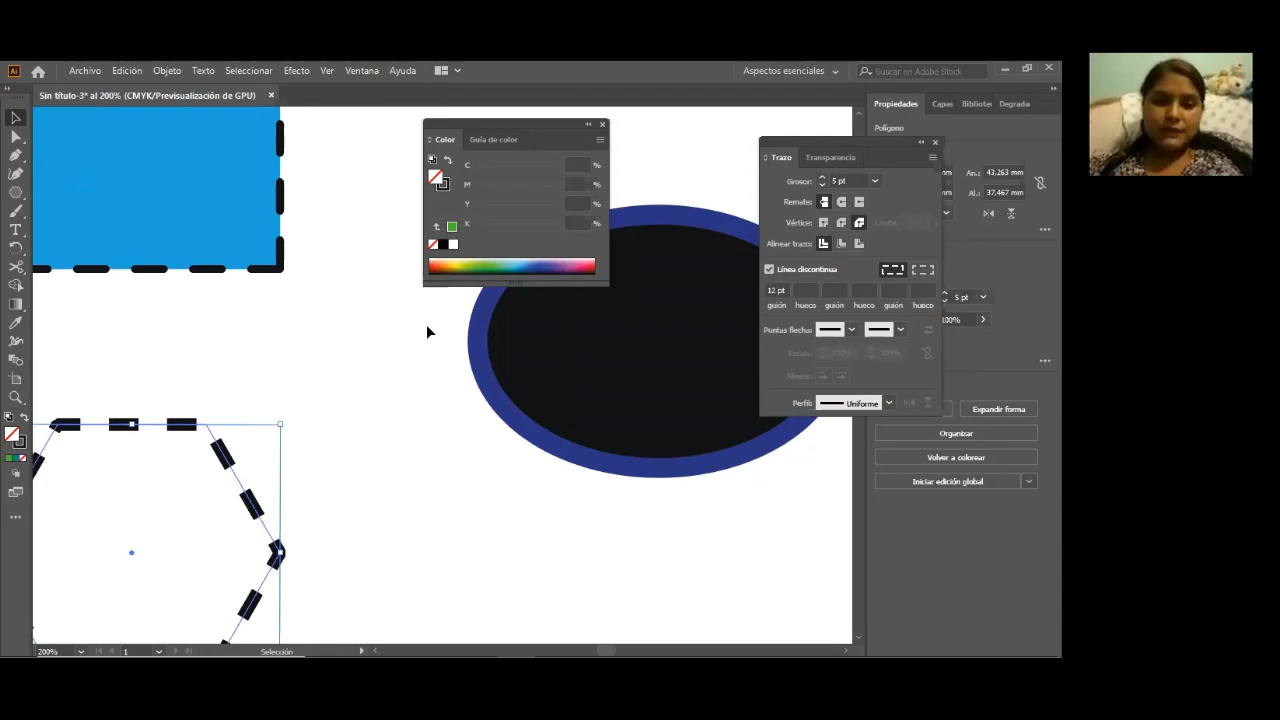 Ai Archivo Edición Objeto Texto Seleccionar Efecto Ver Ventana Ayuda Aspectos esenciales Buscar en Adobe Stock
Sin título-3* al 200% (CMYK/Previsualización de GPU)
Propiedades Capas Bibliotec Degrada
Polígono
Color Guía de color
C %
M %
Y %
K %
Trazo Transparencia
Grosor: 5 pt
Remate:
Vértice:
Alinear trazo:
Línea discontinua
12 pt
guión hueco guión hueco guión hueco
Puntas flecha:
Escala: 100% 100%
Alinear:
Perfil: Uniforme
mm An.: 43,263 mm
mm Al.: 37,467 mm
5 pt
100%
Expandir forma
Organizar
Volver a colorear
Iniciar edición global
200% 1 Selección